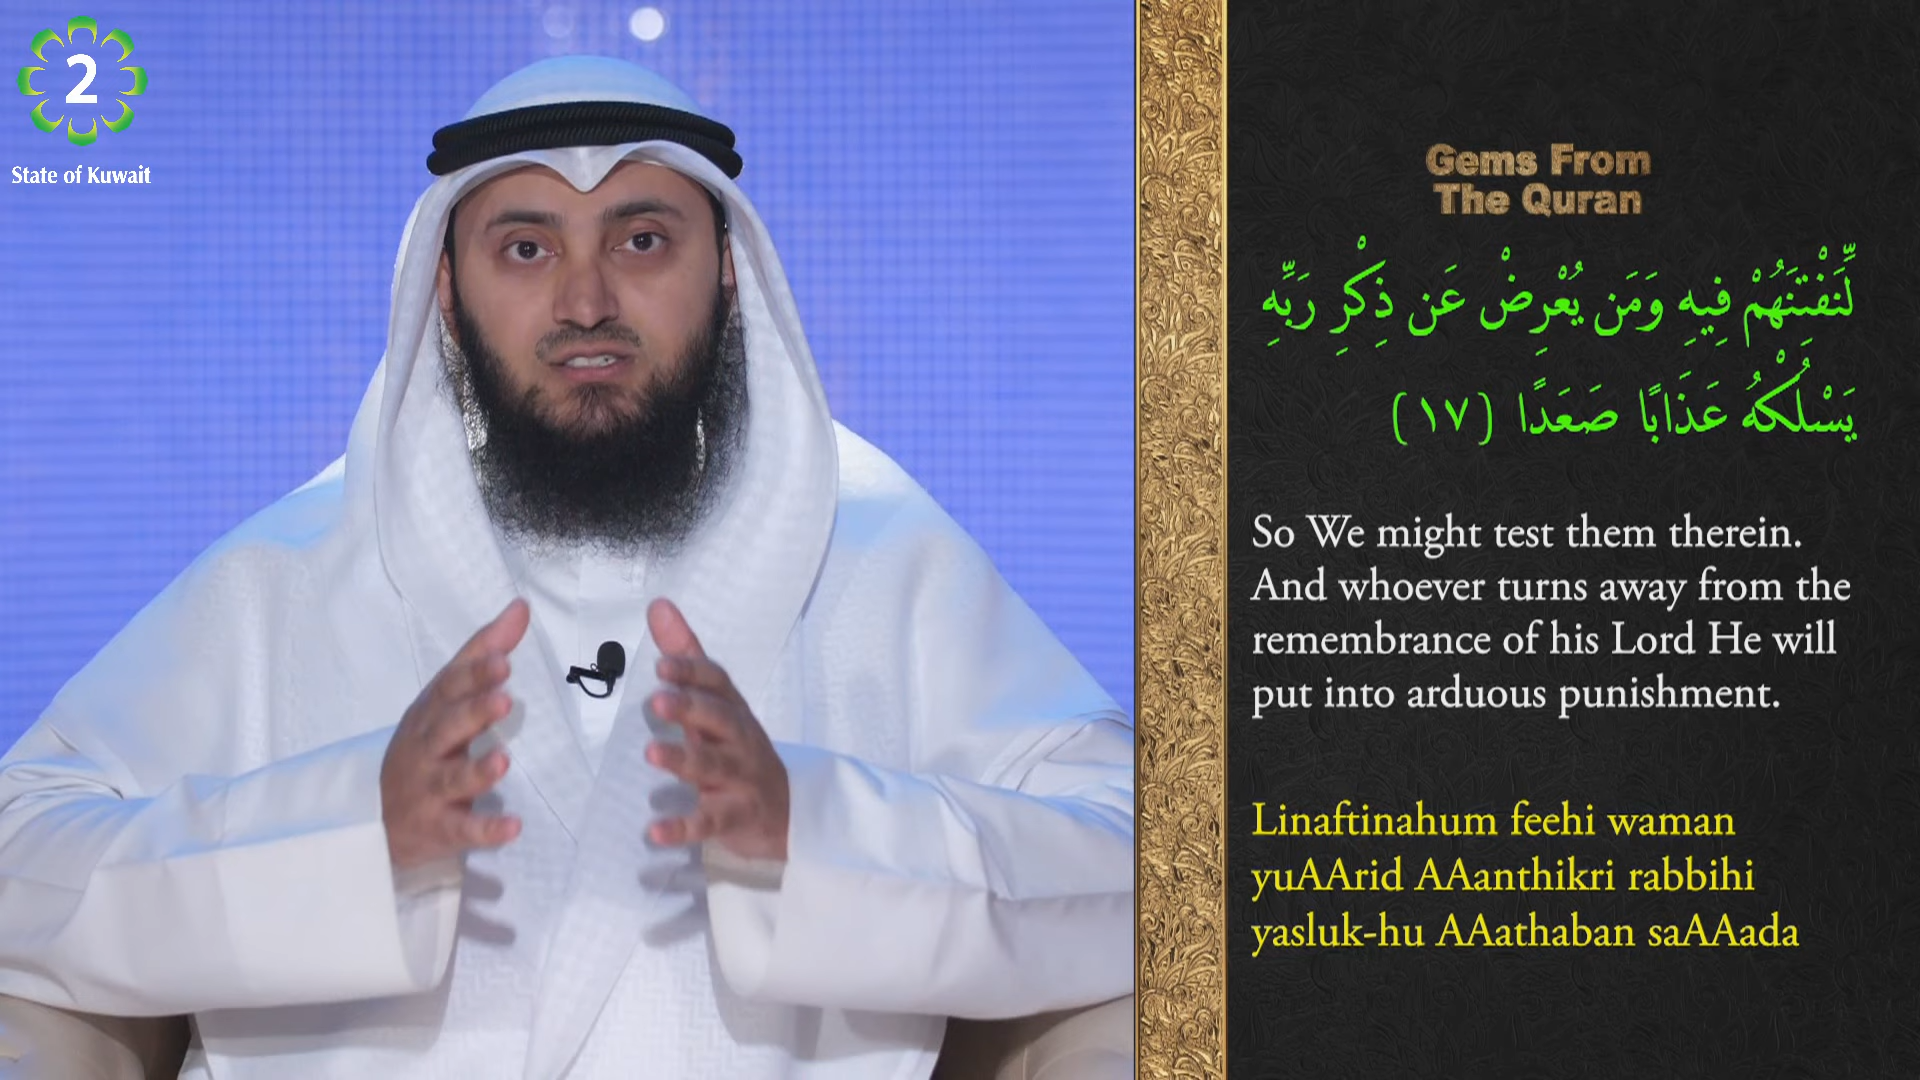 2
State of Kuwait
Gems From
The Quran
لِّنَفْتِنَهُمْ فِيهِ وَمَن يُعْرِضْ عَن ذِكْرِ رَبِّهِ
يَسْلُكْهُ عَذَابًا صَعَدًا (١٧)
So We might test them therein.
And whoever turns away from the
remembrance of his Lord He will
put into arduous punishment.
Linaftinahum feehi waman
yuAArid AAanthikri rabbihi
yasluk-hu AAathaban saAAada